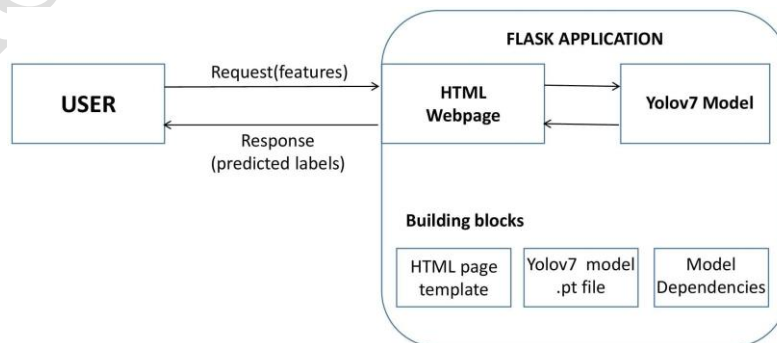 FLASK APPLICATION
USER
Request(features)
Response
(predicted labels)
HTML
Webpage
Yolov7 Model
Building blocks
HTML page
template
Yolov7 model
.pt file
Model
Dependencies